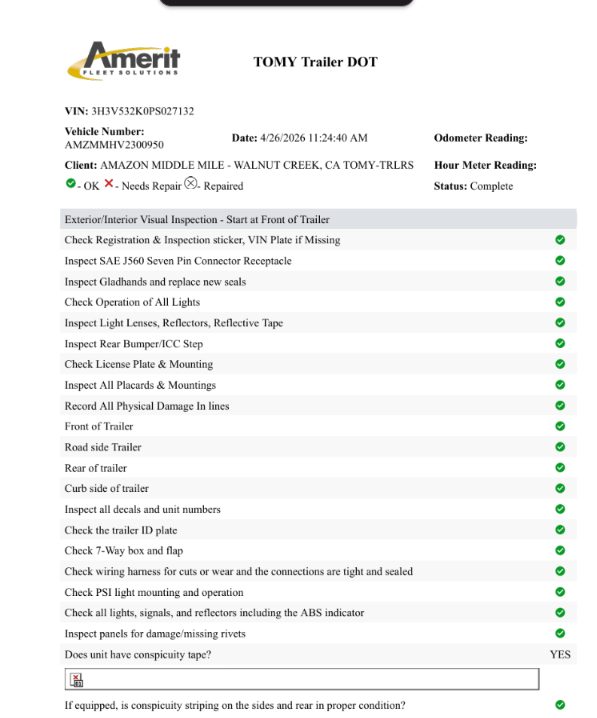 Amerit
FLEET SOLUTIONS
TOMY Trailer DOT
VIN: 3H3V532K0PS027132
Vehicle Number:
AMZMMHV2300950
Date: 4/26/2026 11:24:40 AM
Odometer Reading:
Client: AMAZON MIDDLE MILE - WALNUT CREEK, CA TOMY-TRLRS
Hour Meter Reading:
- OK - Needs Repair - Repaired
Status: Complete
Exterior/Interior Visual Inspection - Start at Front of Trailer
Check Registration & Inspection sticker, VIN Plate if Missing
Inspect SAE J560 Seven Pin Connector Receptacle
Inspect Gladhands and replace new seals
Check Operation of All Lights
Inspect Light Lenses, Reflectors, Reflective Tape
Inspect Rear Bumper/ICC Step
Check License Plate & Mounting
Inspect All Placards & Mountings
Record All Physical Damage In lines
Front of Trailer
Road side Trailer
Rear of trailer
Curb side of trailer
Inspect all decals and unit numbers
Check the trailer ID plate
Check 7-Way box and flap
Check wiring harness for cuts or wear and the connections are tight and sealed
Check PSI light mounting and operation
Check all lights, signals, and reflectors including the ABS indicator
Inspect panels for damage/missing rivets
Does unit have conspicuity tape? YES
If equipped, is conspicuity striping on the sides and rear in proper condition?